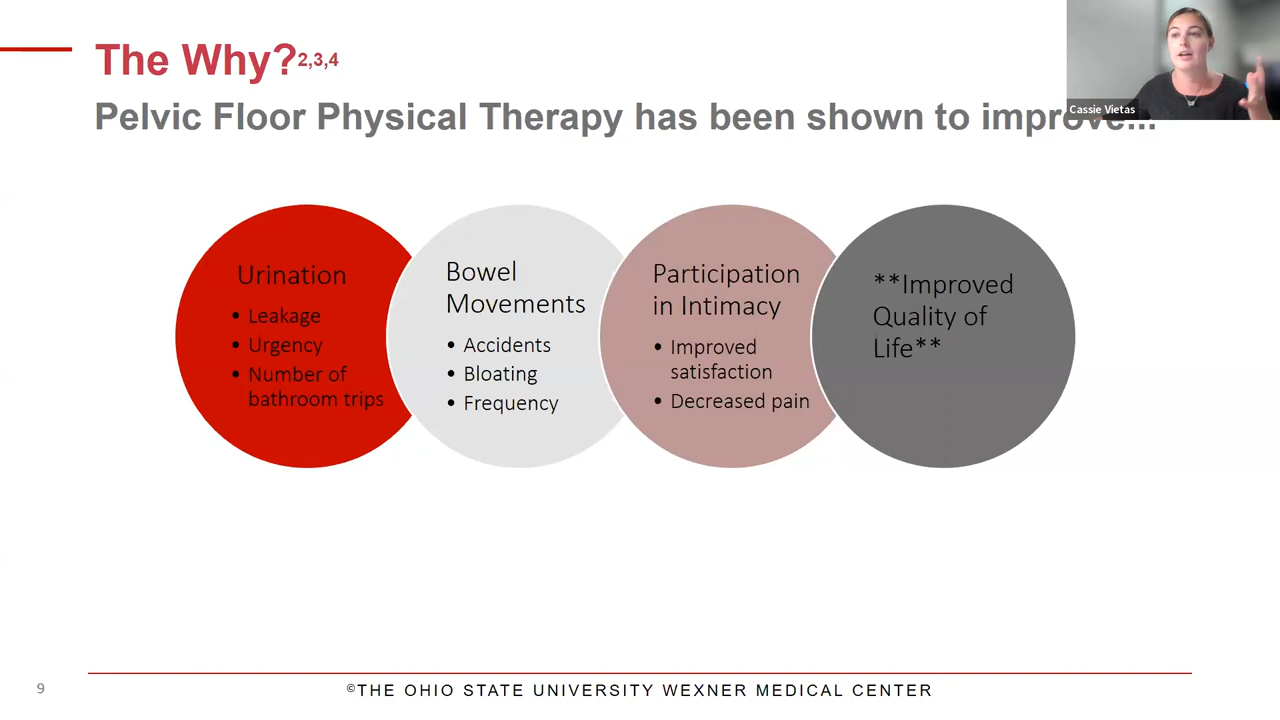 The Why?2,3,4
Pelvic Floor Physical Therapy has been shown to improve...
Cassie Vietas
Urination
• Leakage
• Urgency
• Number of
bathroom trips
Bowel
Movements
• Accidents
• Bloating
• Frequency
Participation
in Intimacy
• Improved
satisfaction
• Decreased pain
**Improved
Quality of
Life**
9
©THE OHIO STATE UNIVERSITY WEXNER MEDICAL CENTER